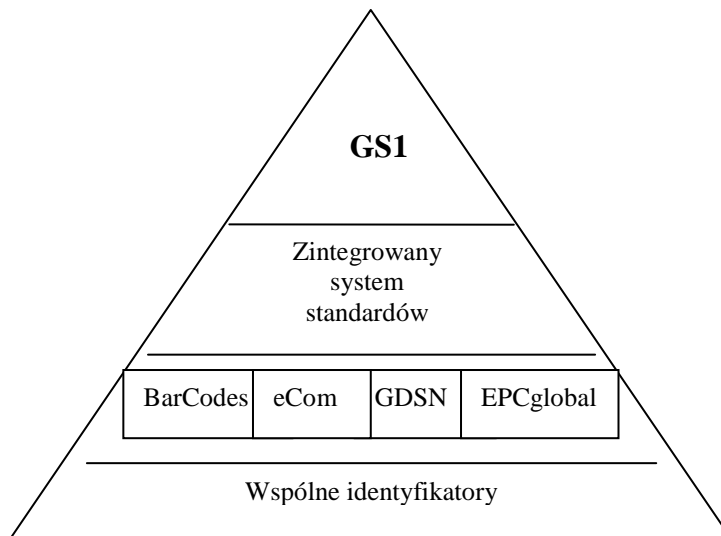 GS1
Zintegrowany
system
standardów
BarCodes eCom GDSN EPCglobal
Wspólne identyfikatory